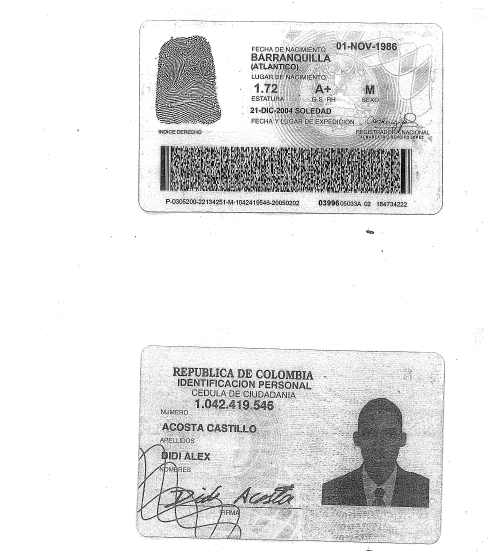 FECHA DE NACIMIENTO 01-NOV-1986
BARRANQUILLA
(ATLANTICO)
LUGAR DE NACIMIENTO
1.72 A+ M
ESTATURA G.S. RH SEXO
21-DIC-2004 SOLEDAD
FECHA Y LUGAR DE EXPEDICION
INDICE DERECHO
REGISTRADORA NACIONAL
P-0305200-22134251-M-1042419546-20050202 0399605033A 02 184734222
REPUBLICA DE COLOMBIA
IDENTIFICACION PERSONAL
CEDULA DE CIUDADANIA
1.042.419.546
NUMERO
ACOSTA CASTILLO
APELLIDOS
DIDI ALEX
NOMBRES
Didi Acosta
FIRMA